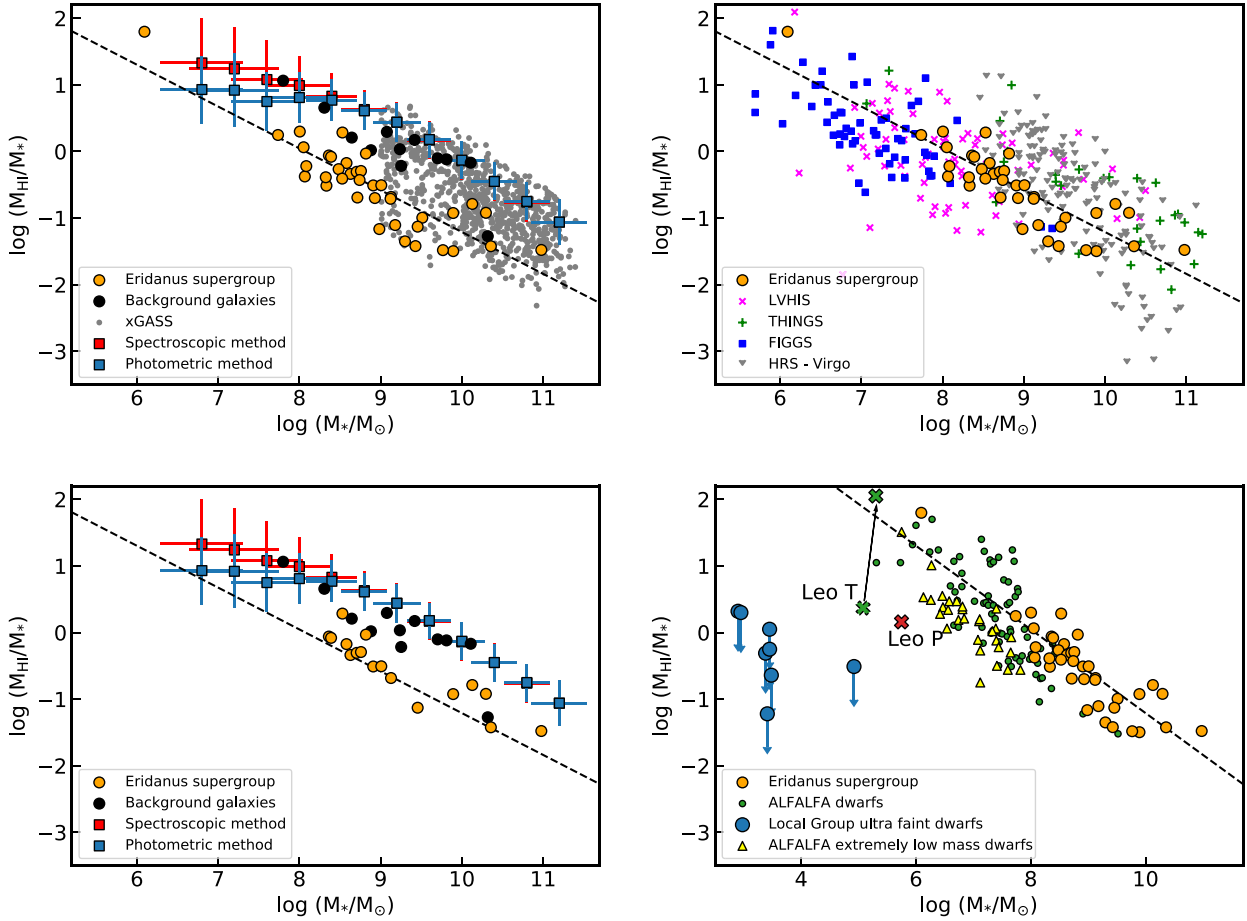 2
1
0
−1
−2
−3
log (M_HI/M_*)
Eridanus supergroup
Background galaxies
xGASS
Spectroscopic method
Photometric method
6 7 8 9 10 11
log (M_*/M_⊙)
2
1
0
−1
−2
−3
log (M_HI/M_*)
Eridanus supergroup
LVHIS
THINGS
FIGGS
HRS - Virgo
6 7 8 9 10 11
log (M_*/M_⊙)
2
1
0
−1
−2
−3
log (M_HI/M_*)
Eridanus supergroup
Background galaxies
Spectroscopic method
Photometric method
6 7 8 9 10 11
log (M_*/M_⊙)
2
1
0
−1
−2
−3
log (M_HI/M_*)
Leo T
Leo P
Eridanus supergroup
ALFALFA dwarfs
Local Group ultra faint dwarfs
ALFALFA extremely low mass dwarfs
4 6 8 10
log (M_*/M_⊙)